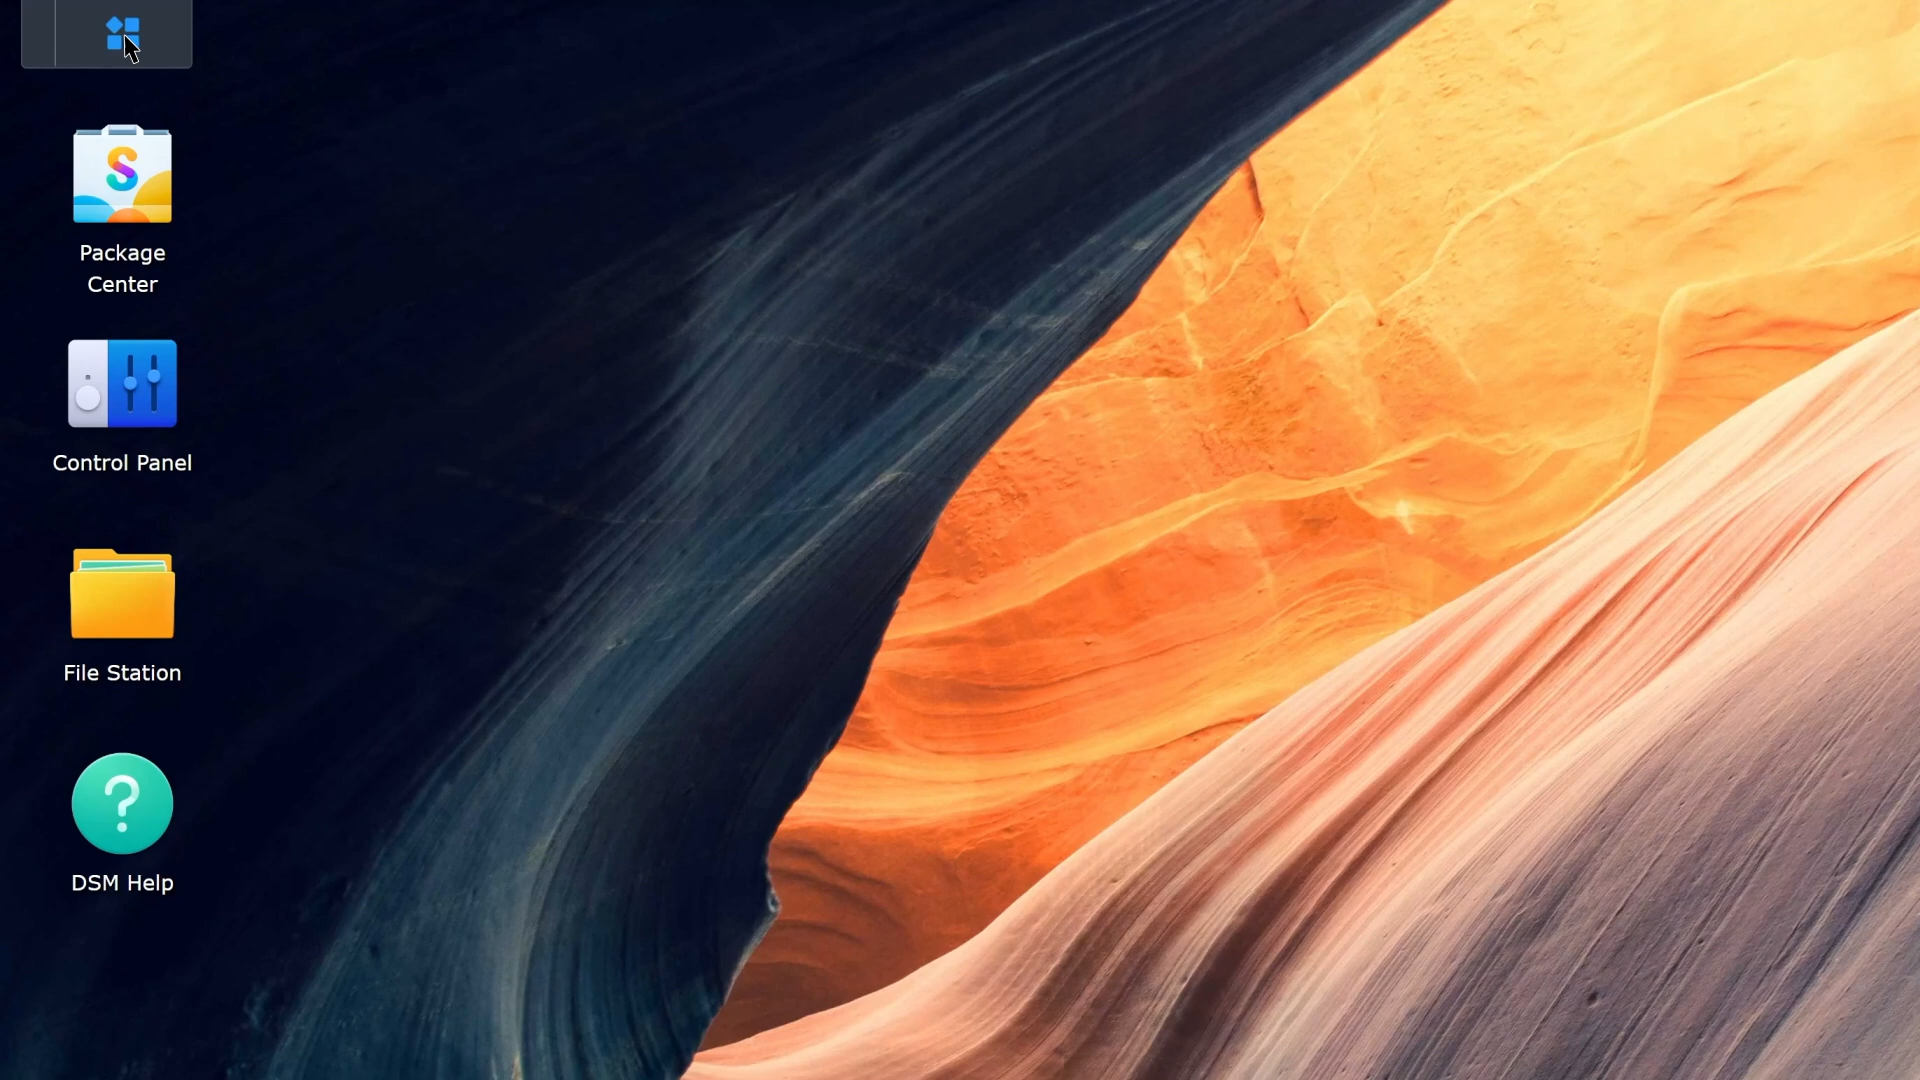 Package
Center
Control Panel
File Station
DSM Help